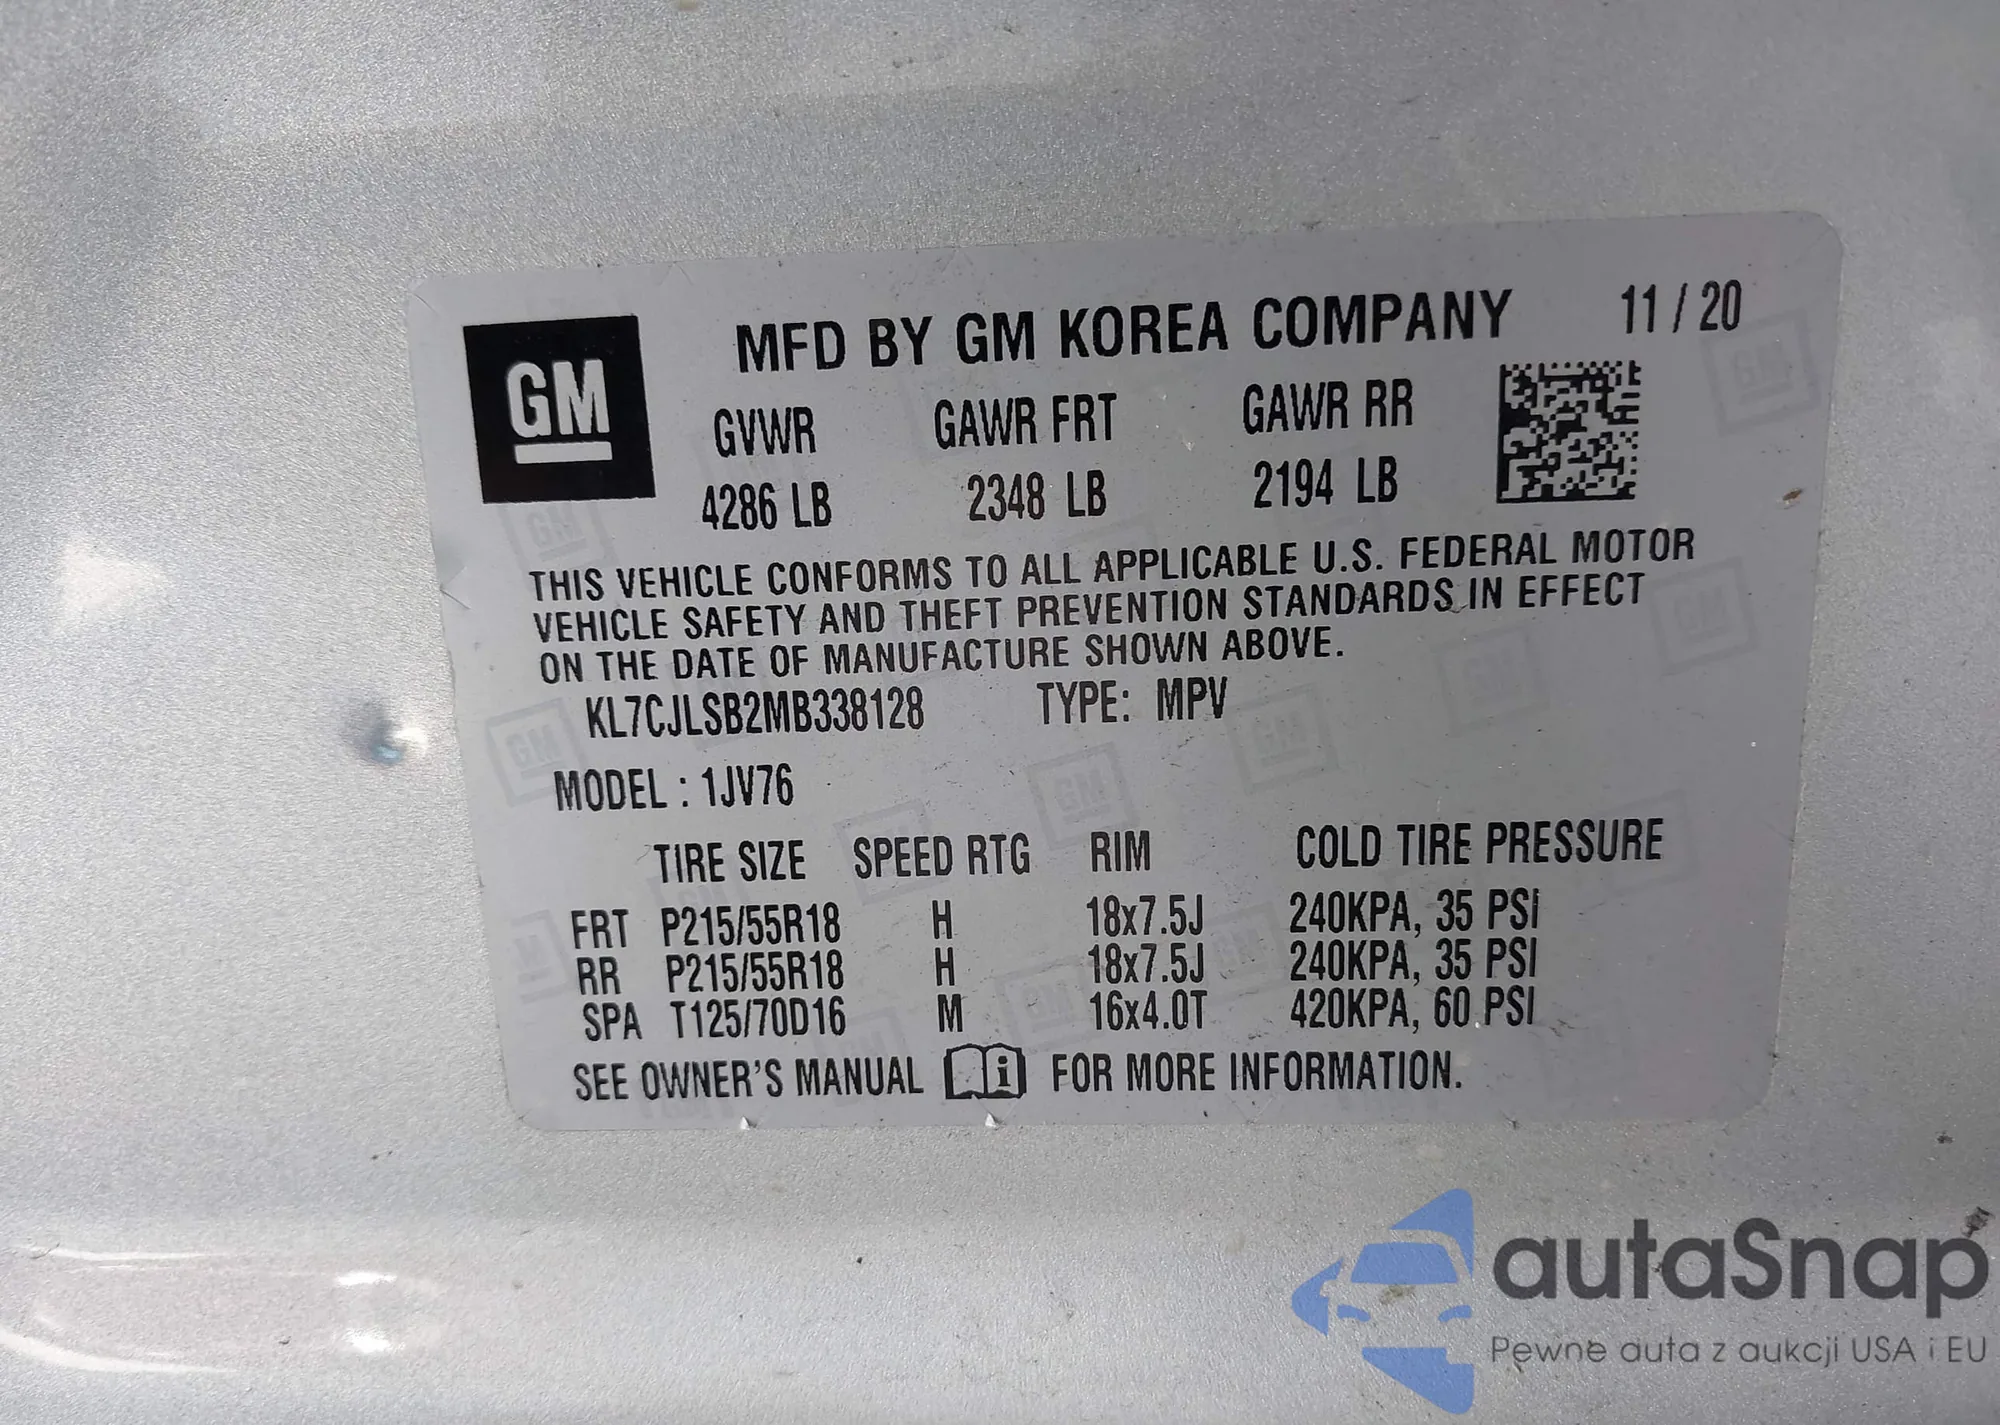 GM
MFD BY GM KOREA COMPANY 11 / 20
GVWR GAWR FRT GAWR RR
4286 LB 2348 LB 2194 LB
THIS VEHICLE CONFORMS TO ALL APPLICABLE U.S. FEDERAL MOTOR
VEHICLE SAFETY AND THEFT PREVENTION STANDARDS IN EFFECT
ON THE DATE OF MANUFACTURE SHOWN ABOVE.
KL7CJLSB2MB338128 TYPE: MPV
MODEL : 1JV76
TIRE SIZE SPEED RTG RIM COLD TIRE PRESSURE
FRT P215/55R18 H 18x7.5J 240KPA, 35 PSI
RR P215/55R18 H 18x7.5J 240KPA, 35 PSI
SPA T125/70D16 M 16x4.0T 420KPA, 60 PSI
SEE OWNER'S MANUAL i FOR MORE INFORMATION.
autaSnap
Pewne auta z aukcji USA i EU